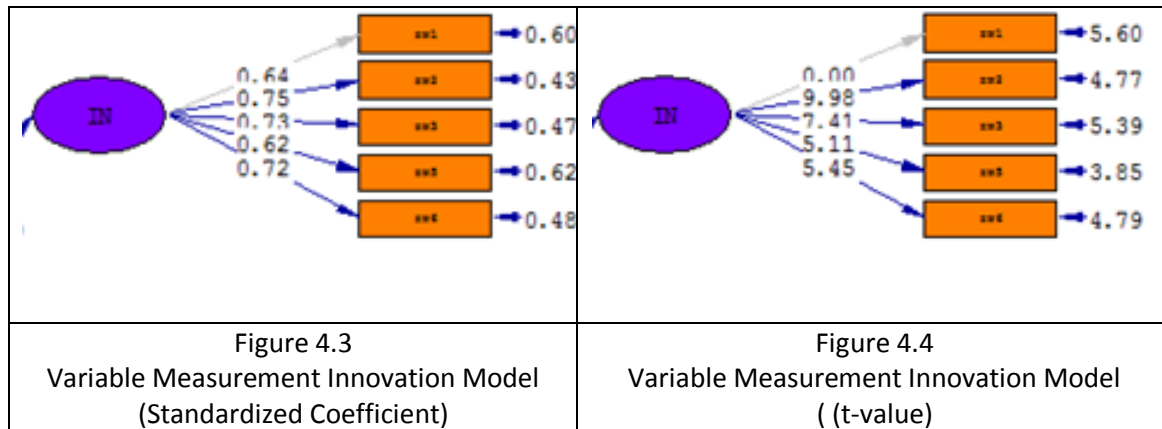 IN
0.64
0.75
0.73
0.62
0.72
0.60
0.43
0.47
0.62
0.48
IN
0.00
9.98
7.41
5.11
5.45
5.60
4.77
5.39
3.85
4.79
Figure 4.3
Variable Measurement Innovation Model
(Standardized Coefficient)
Figure 4.4
Variable Measurement Innovation Model
( (t-value)